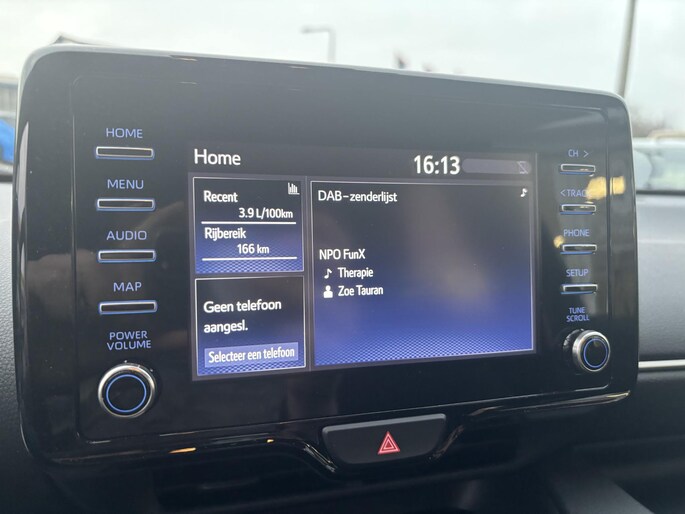 HOME
MENU
AUDIO
MAP
POWER
VOLUME
Home
16:13
Recent
3.9 L/100km
Rijbereik
166 km
Geen telefoon
aangesl.
Selecteer een telefoon
DAB-zenderlijst
NPO FunX
Therapie
Zoe Tauran
CH >
< TRACK
PHONE
SETUP
TUNE
SCROLL